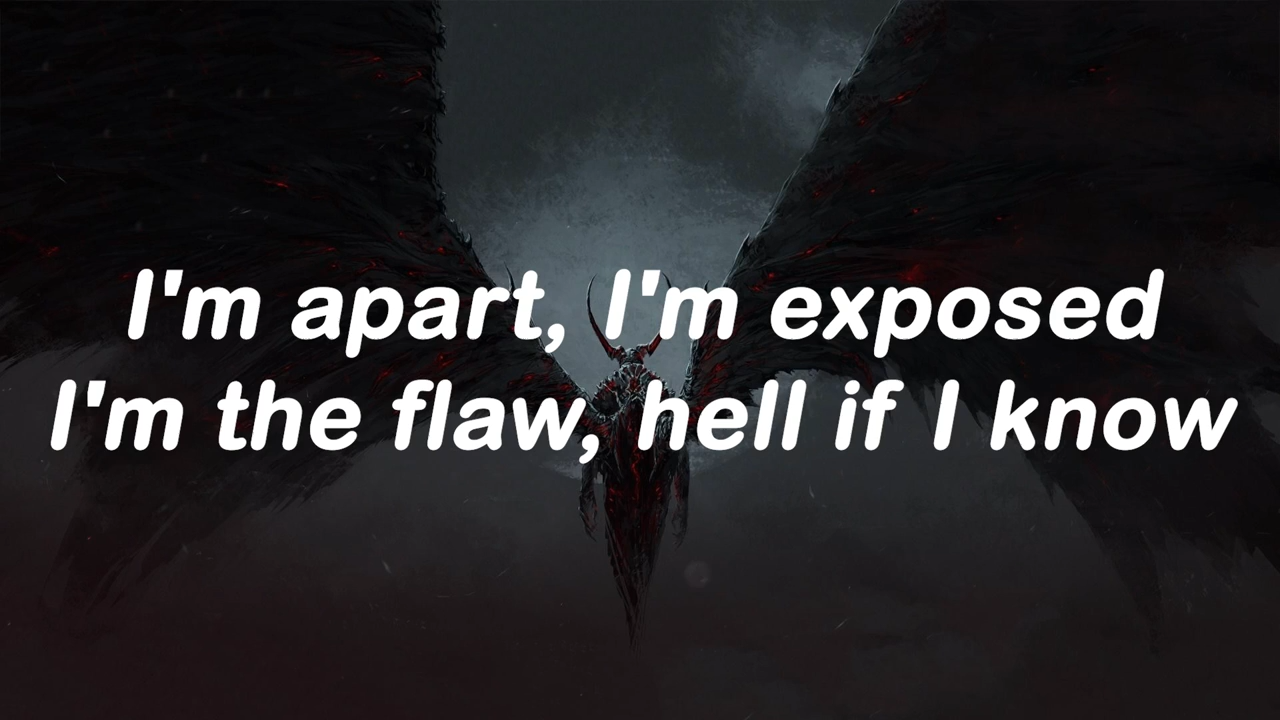 I'm apart, I'm exposed
I'm the flaw, hell if I know